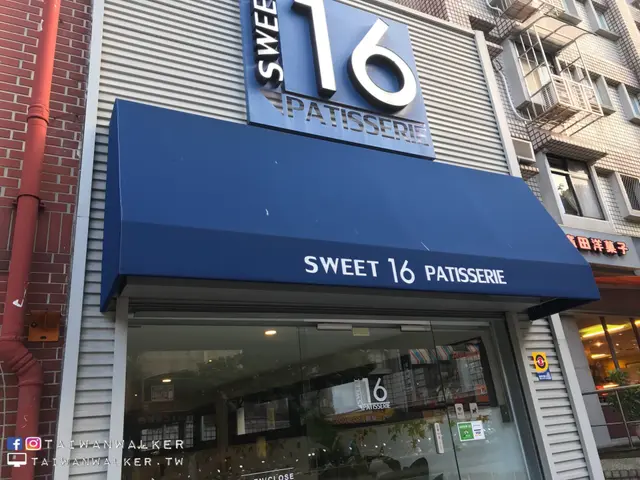 SWEET
16
PATISSERIE
SWEET 16 PATISSERIE
田洋菓子
16
PATISSERIE
TAIWANWALKER
TAIWANWALKER.TW